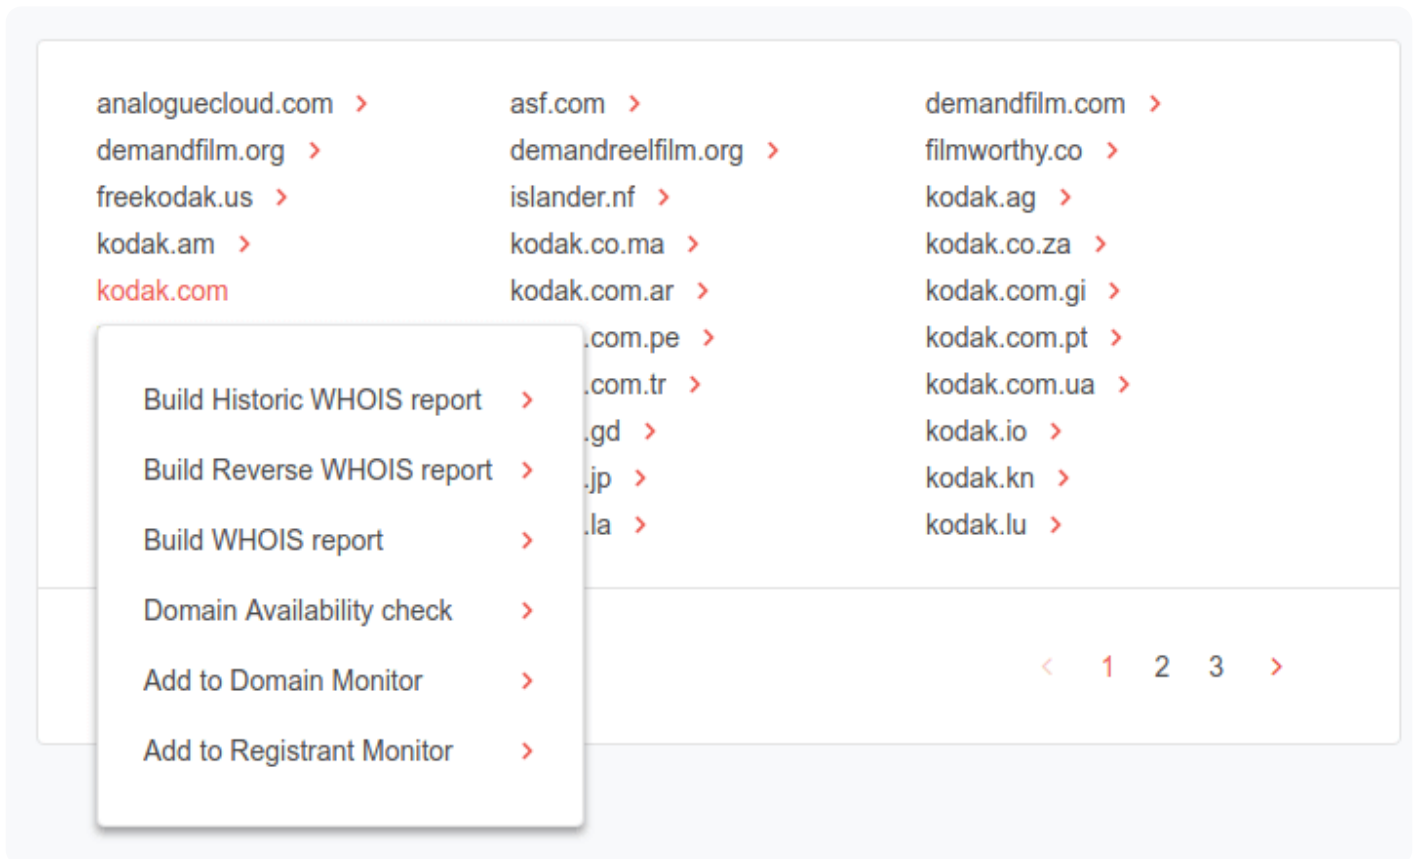 analoguecloud.com asf.com demandfilm.com
demandfilm.org demandreelfilm.org filmworthy.co
freekodak.us islander.nf kodak.ag
kodak.am kodak.co.ma kodak.co.za
kodak.com kodak.com.ar kodak.com.gi
.com.pe kodak.com.pt
.com.tr kodak.com.ua
.gd kodak.io
.jp kodak.kn
.la kodak.lu
Build Historic WHOIS report
Build Reverse WHOIS report
Build WHOIS report
Domain Availability check
Add to Domain Monitor
Add to Registrant Monitor
< 1 2 3 >